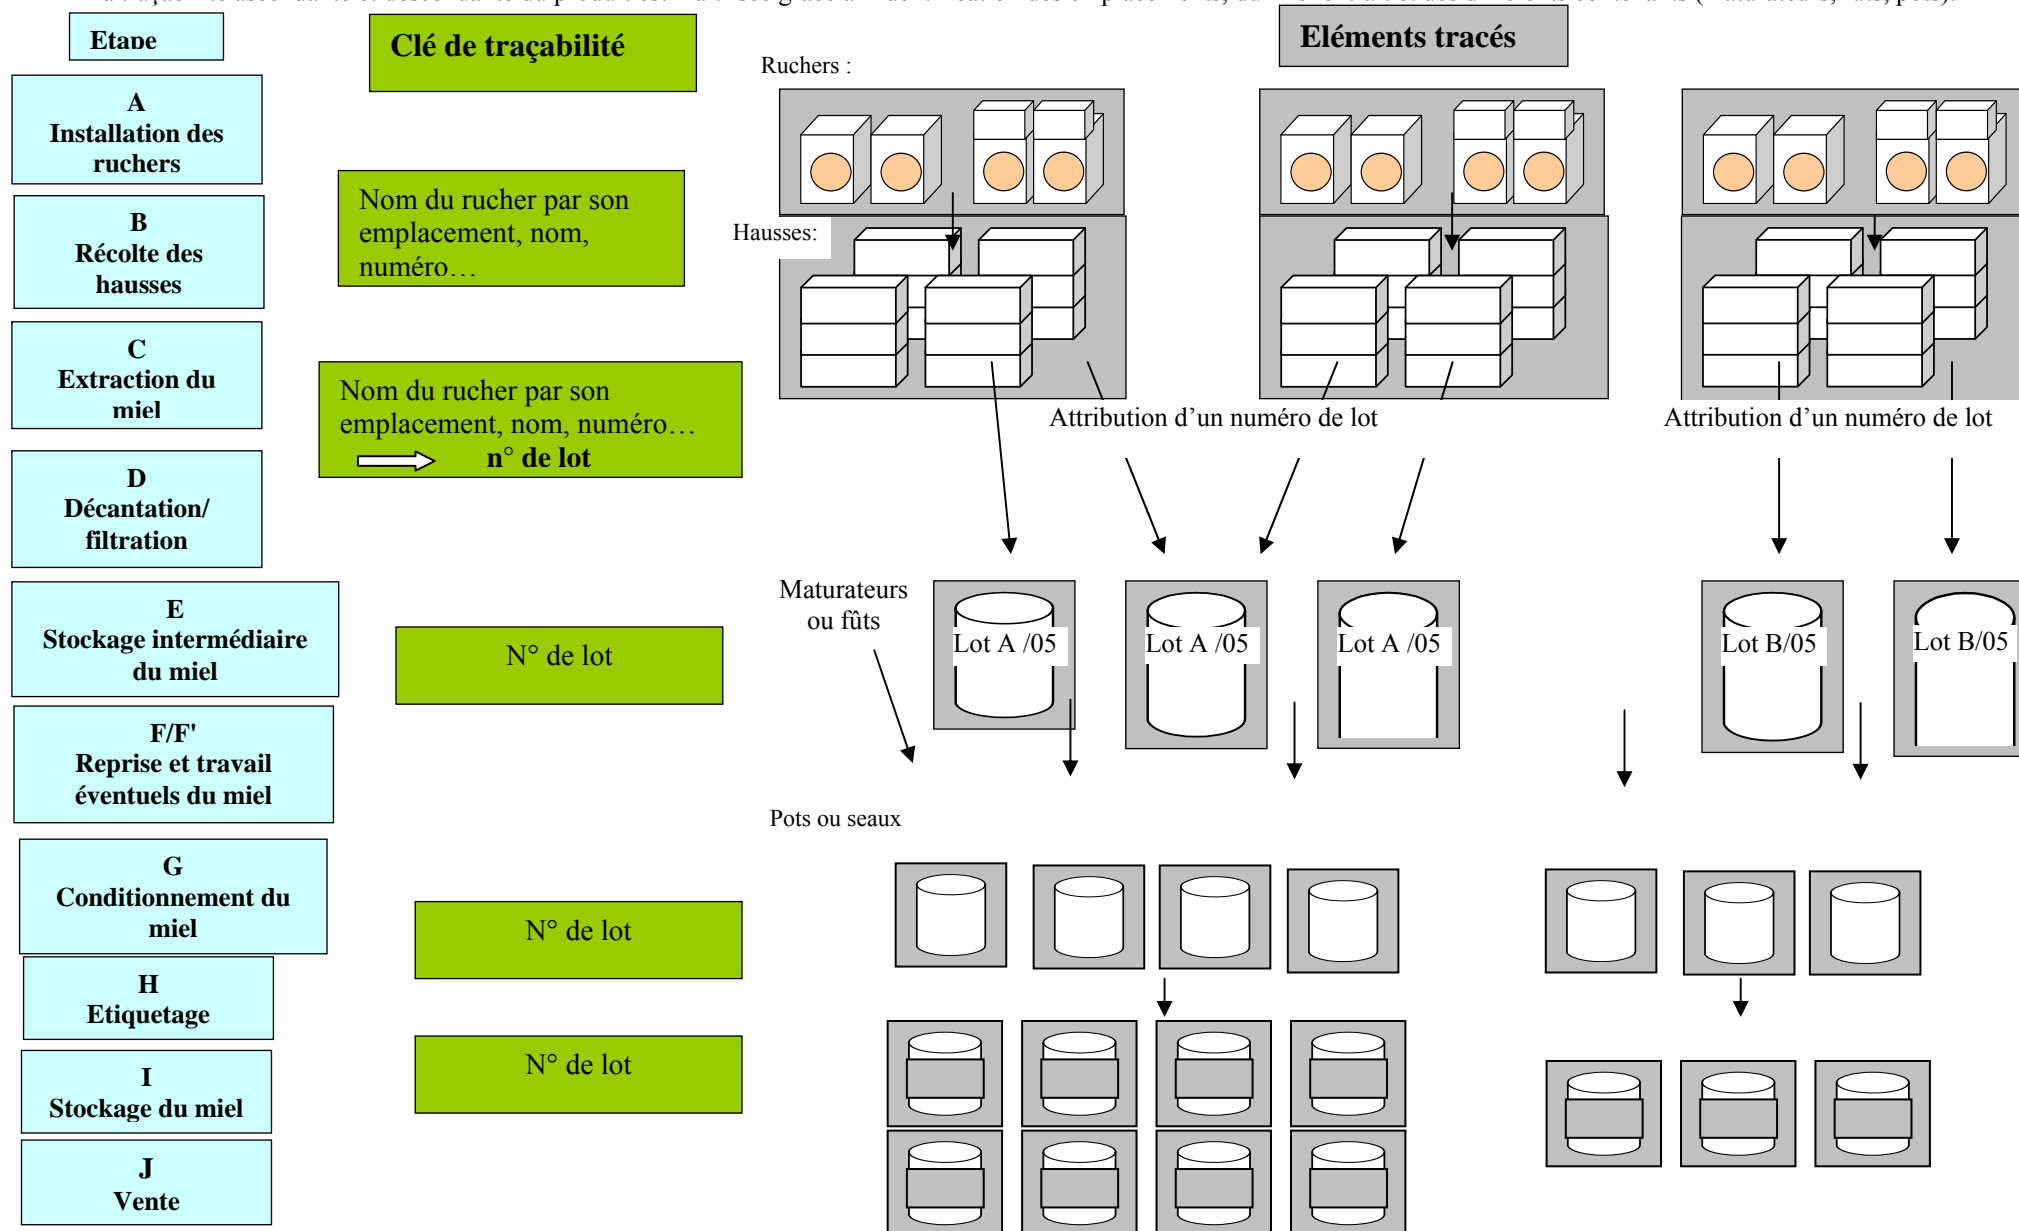 Etape
Clé de traçabilité
Eléments tracés
A
Installation des
ruchers
B
Récolte des
hausses
C
Extraction du
miel
D
Décantation/
filtration
E
Stockage intermédiaire
du miel
F/F'
Reprise et travail
éventuels du miel
G
Conditionnement du
miel
H
Etiquetage
I
Stockage du miel
J
Vente
Nom du rucher par son
emplacement, nom,
numéro…
Nom du rucher par son
emplacement, nom, numéro…
n° de lot
N° de lot
N° de lot
N° de lot
Ruchers :
Hausses:
Attribution d’un numéro de lot
Attribution d’un numéro de lot
Maturateurs
ou fûts
Lot A /05
Lot A /05
Lot A /05
Lot B/05
Lot B/05
Pots ou seaux